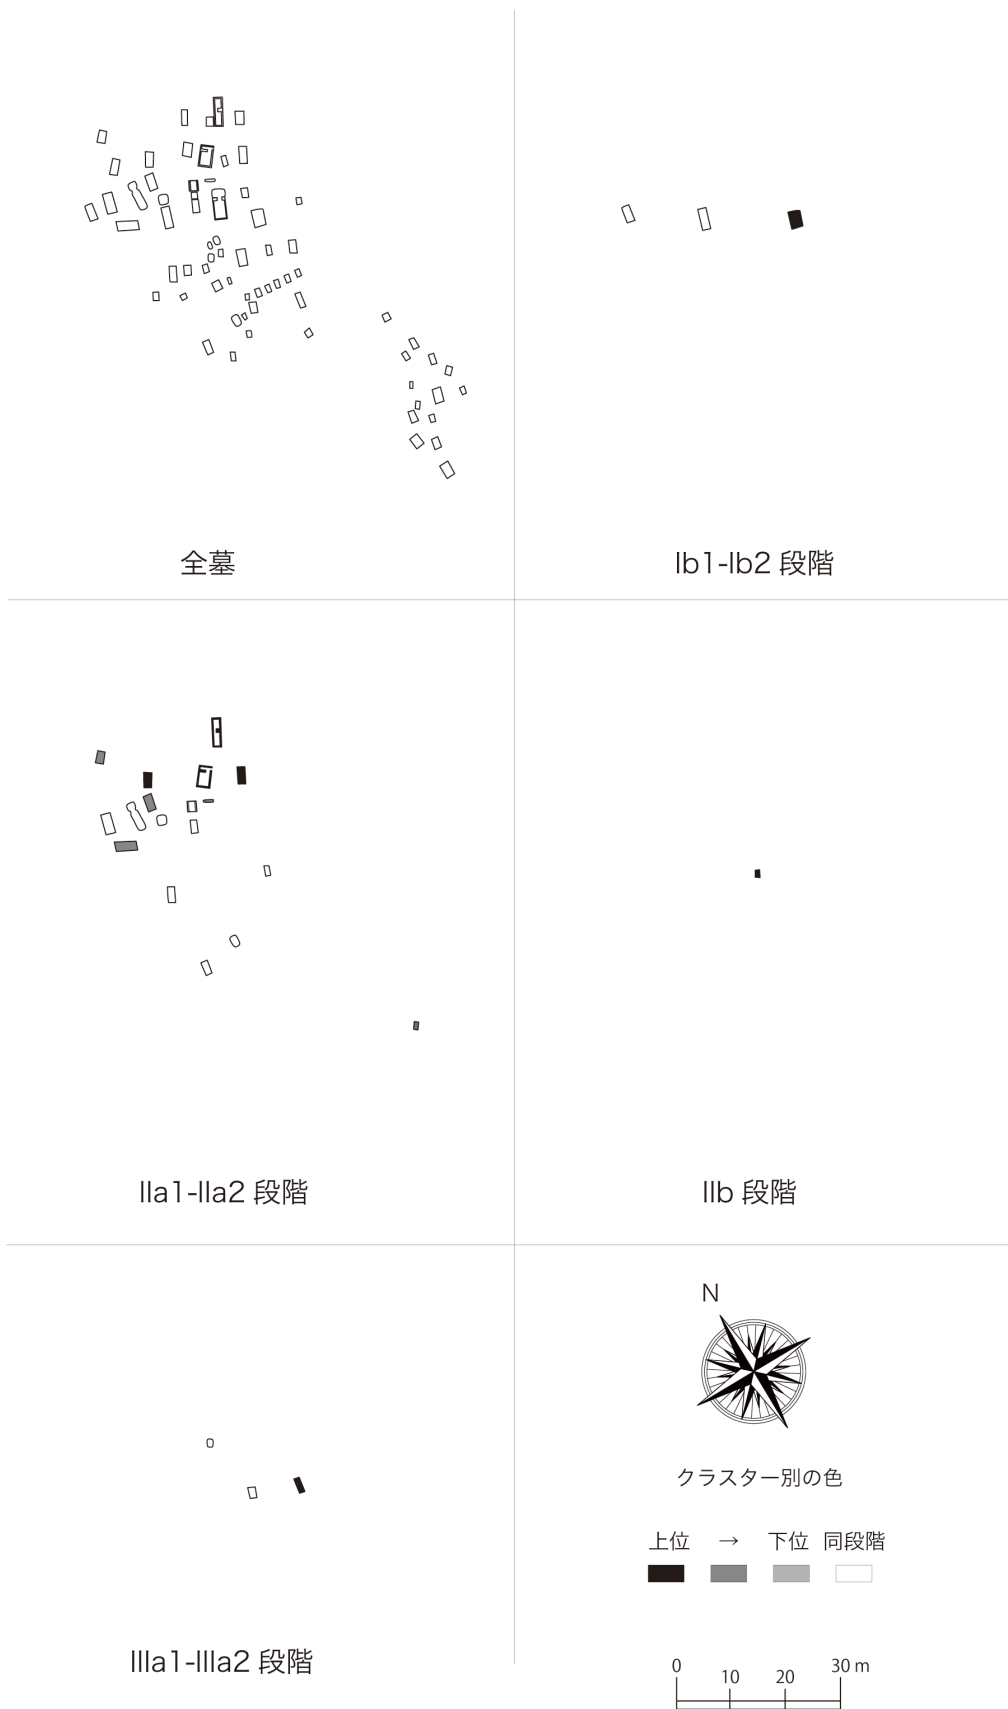 全墓
Ib1-Ib2 段階
IIa1-IIa2 段階
IIb 段階
IIIa1-IIIa2 段階
N
クラスター別の色
上位 → 下位 同段階
0 10 20 30 m